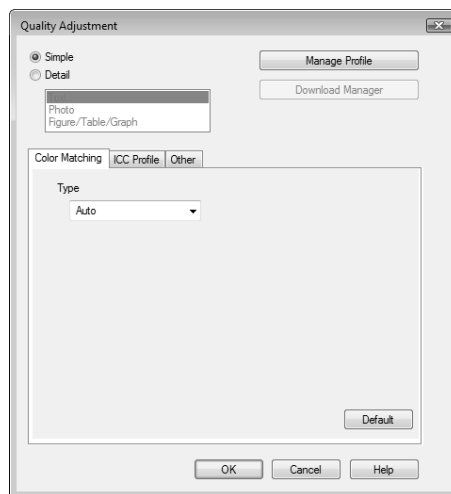 Quality Adjustment
Simple
Manage Profile
Detail
Download Manager
Photo
Figure/Table/Graph
Color Matching
ICC Profile
Other
Type
Auto
Default
OK
Cancel
Help